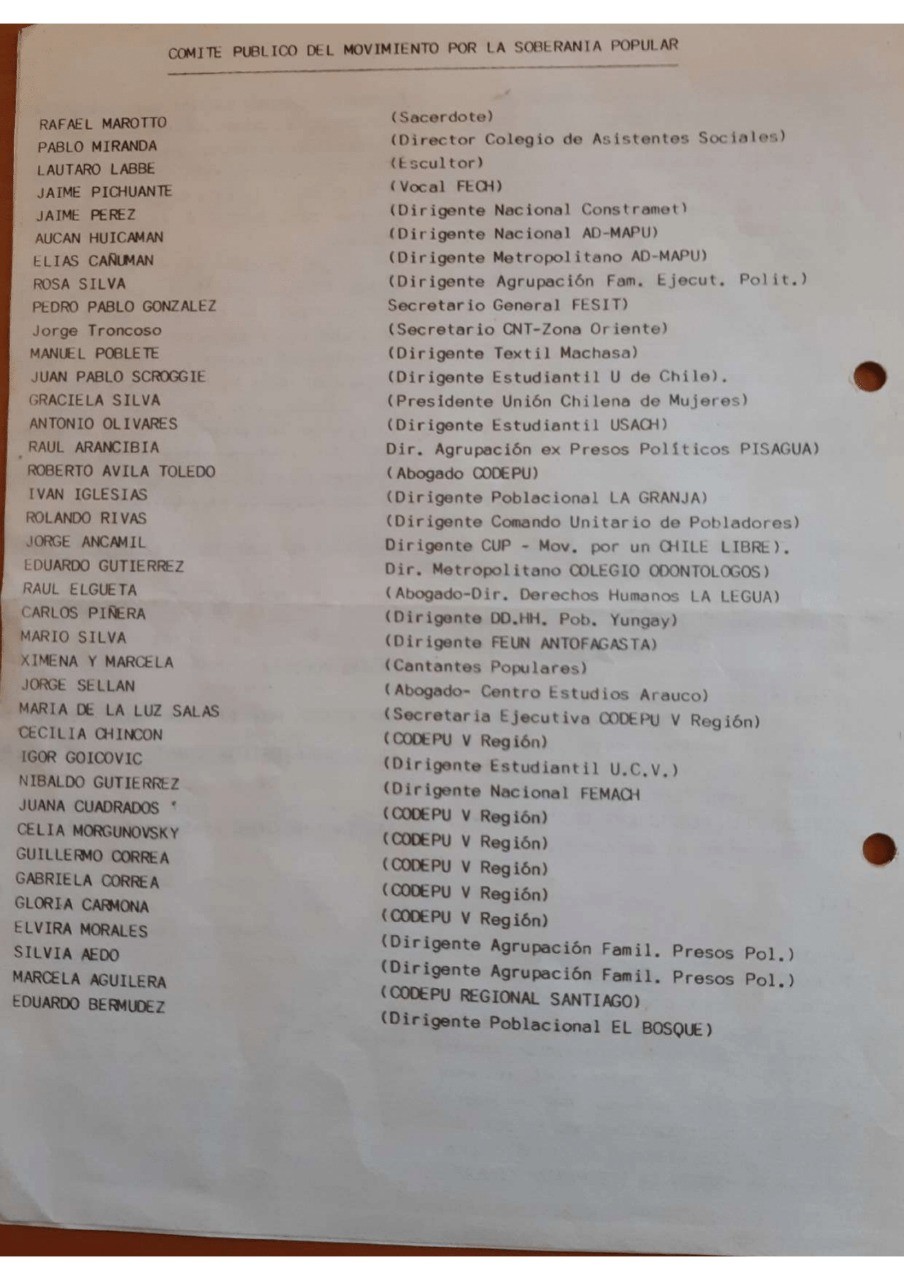 COMITE PUBLICO DEL MOVIMIENTO POR LA SOBERANIA POPULAR
RAFAEL MAROTTO (Sacerdote)
PABLO MIRANDA (Director Colegio de Asistentes Sociales)
LAUTARO LABBE (Escultor)
JAIME PICHUANTE (Vocal FECH)
JAIME PEREZ (Dirigente Nacional Constramet)
AUCAN HUICAMAN (Dirigente Nacional AD-MAPU)
ELIAS CAÑUMAN (Dirigente Metropolitano AD-MAPU)
ROSA SILVA (Dirigente Agrupación Fam. Ejecut. Polit.)
PEDRO PABLO GONZALEZ Secretario General FESIT)
Jorge Troncoso (Secretario CNT-Zona Oriente)
MANUEL POBLETE (Dirigente Textil Machasa)
JUAN PABLO SCROGGIE (Dirigente Estudiantil U de Chile).
GRACIELA SILVA (Presidente Unión Chilena de Mujeres)
ANTONIO OLIVARES (Dirigente Estudiantil USACH)
RAUL ARANCIBIA Dir. Agrupación ex Presos Políticos PISAGUA)
ROBERTO AVILA TOLEDO (Abogado CODEPU)
IVAN IGLESIAS (Dirigente Poblacional LA GRANJA)
ROLANDO RIVAS (Dirigente Comando Unitario de Pobladores)
JORGE ANCAMIL Dirigente CUP - Mov. por un CHILE LIBRE).
EDUARDO GUTIERREZ Dir. Metropolitano COLEGIO ODONTOLOGOS)
RAUL ELGUETA (Abogado-Dir. Derechos Humanos LA LEGUA)
CARLOS PIÑERA (Dirigente DD.HH. Pob. Yungay)
MARIO SILVA (Dirigente FEUN ANTOFAGASTA)
XIMENA Y MARCELA (Cantantes Populares)
JORGE SELLAN (Abogado- Centro Estudios Arauco)
MARIA DE LA LUZ SALAS (Secretaria Ejecutiva CODEPU V Región)
CECILIA CHINCON (CODEPU V Región)
IGOR GOICOVIC (Dirigente Estudiantil U.C.V.)
NIBALDO GUTIERREZ (Dirigente Nacional FEMACH
JUANA CUADRADOS (CODEPU V Región)
CELIA MORGUNOVSKY (CODEPU V Región)
GUILLERMO CORREA (CODEPU V Región)
GABRIELA CORREA (CODEPU V Región)
GLORIA CARMONA (CODEPU V Región)
ELVIRA MORALES (Dirigente Agrupación Famil. Presos Pol.)
SILVIA AEDO (Dirigente Agrupación Famil. Presos Pol.)
MARCELA AGUILERA (CODEPU REGIONAL SANTIAGO)
EDUARDO BERMUDEZ (Dirigente Poblacional EL BOSQUE)